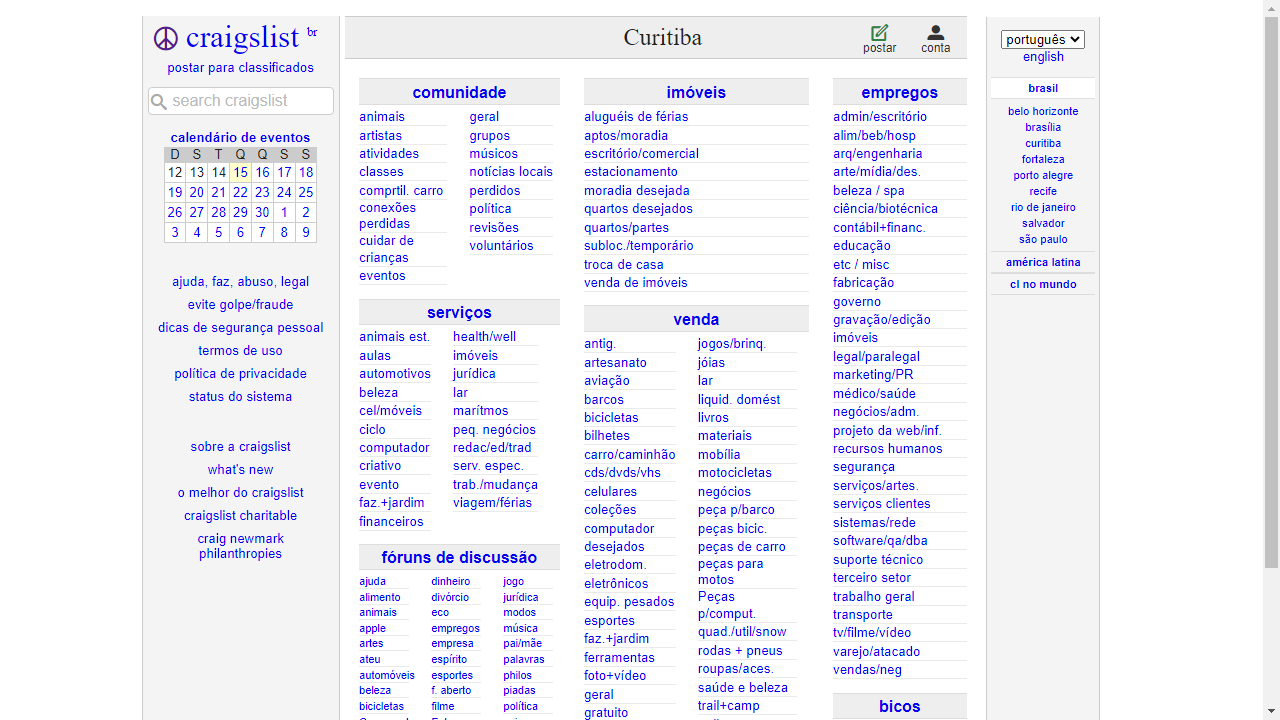 craigslist br
postar para classificados
search craigslist
calendário de eventos
D S T Q Q S S
12 13 14 15 16 17 18
19 20 21 22 23 24 25
26 27 28 29 30 1 2
3 4 5 6 7 8 9
ajuda, faz, abuso, legal
evite golpe/fraude
dicas de segurança pessoal
termos de uso
política de privacidade
status do sistema
sobre a craigslist
what's new
o melhor do craigslist
craigslist charitable
craig newmark
philanthropies
Curitiba
postar
conta
comunidade
animais
artistas
atividades
classes
comprtil. carro
conexões
perdidas
cuidar de
crianças
eventos
geral
grupos
músicos
notícias locais
perdidos
política
revisões
voluntários
serviços
animais est.
aulas
automotivos
beleza
cel/móveis
ciclo
computador
criativo
evento
faz.+jardim
financeiros
health/well
imóveis
jurídica
lar
marítmos
peq. negócios
redac/ed/trad
serv. espec.
trab./mudança
viagem/férias
fóruns de discussão
ajuda
alimento
animais
apple
artes
ateu
automóveis
beleza
bicicletas
dinheiro
divórcio
eco
empregos
empresa
espírito
esportes
f. aberto
filme
jogo
jurídica
modos
música
pai/mãe
palavras
philos
piadas
política
imóveis
aluguéis de férias
aptos/moradia
escritório/comercial
estacionamento
moradia desejada
quartos desejados
quartos/partes
subloc./temporário
troca de casa
venda de imóveis
venda
antig.
artesanato
aviação
barcos
bicicletas
bilhetes
carro/caminhão
cds/dvds/vhs
celulares
coleções
computador
desejados
eletrodom.
eletrônicos
equip. pesados
esportes
faz.+jardim
ferramentas
foto+vídeo
geral
gratuito
jogos/brinq.
jóias
lar
liquid. domést
livros
materiais
mobília
motocicletas
negócios
peça p/barco
peças bicic.
peças de carro
peças para
motos
Peças
p/comput.
quad./util/snow
rodas + pneus
roupas/aces.
saúde e beleza
trail+camp
empregos
admin/escritório
alim/beb/hosp
arq/engenharia
arte/mídia/des.
beleza / spa
ciência/biotécnica
contábil+financ.
educação
etc / misc
fabricação
governo
gravação/edição
imóveis
legal/paralegal
marketing/PR
médico/saúde
negócios/adm.
projeto da web/inf.
recursos humanos
segurança
serviços/artes.
serviços clientes
sistemas/rede
software/qa/dba
suporte técnico
terceiro setor
trabalho geral
transporte
tv/filme/vídeo
varejo/atacado
vendas/neg
bicos
português
english
brasil
belo horizonte
brasília
curitiba
fortaleza
porto alegre
recife
rio de janeiro
salvador
são paulo
américa latina
cl no mundo